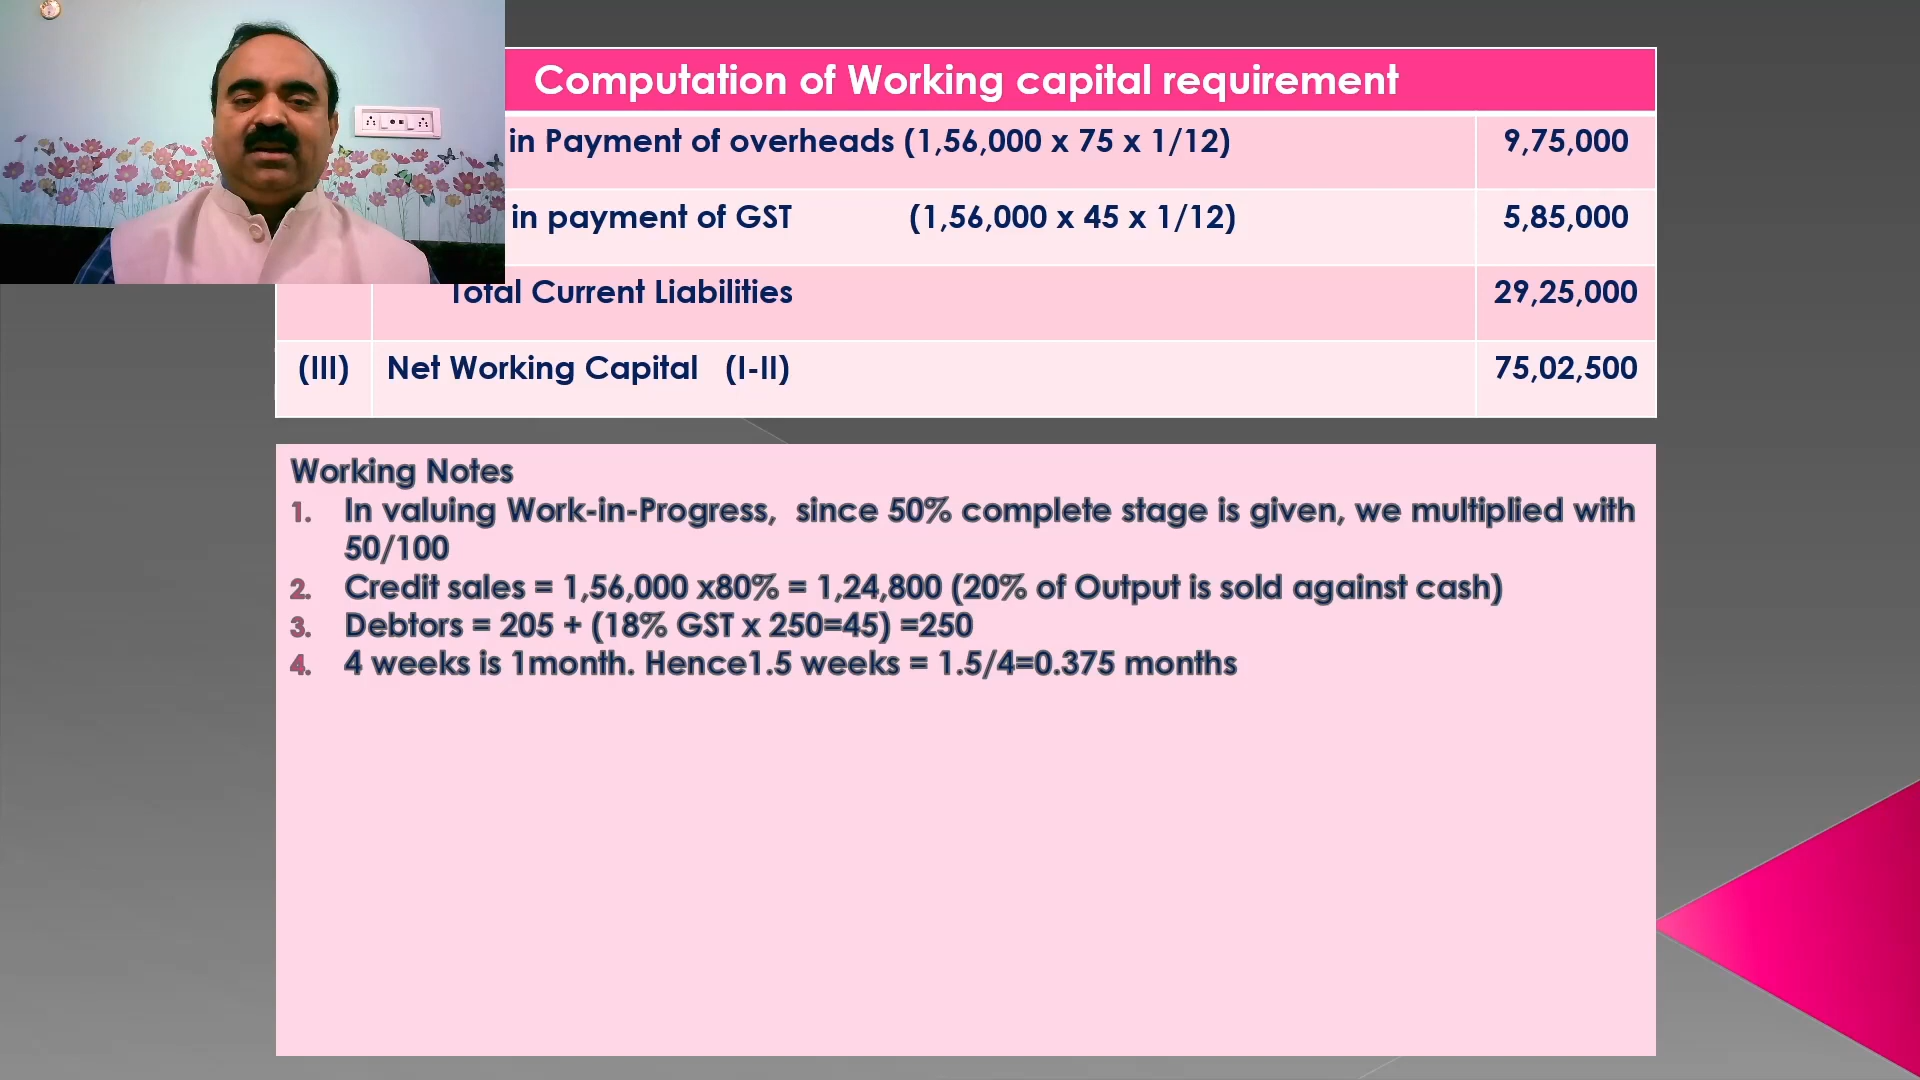 Computation of Working capital requirement
in Payment of overheads (1,56,000 x 75 x 1/12) 9,75,000
in payment of GST (1,56,000 x 45 x 1/12) 5,85,000
Total Current Liabilities 29,25,000
(III) Net Working Capital (I-II) 75,02,500
Working Notes
1. In valuing Work-in-Progress, since 50% complete stage is given, we multiplied with
50/100
2. Credit sales = 1,56,000 x80% = 1,24,800 (20% of Output is sold against cash)
3. Debtors = 205 + (18% GST x 250=45) =250
4. 4 weeks is 1month. Hence1.5 weeks = 1.5/4=0.375 months